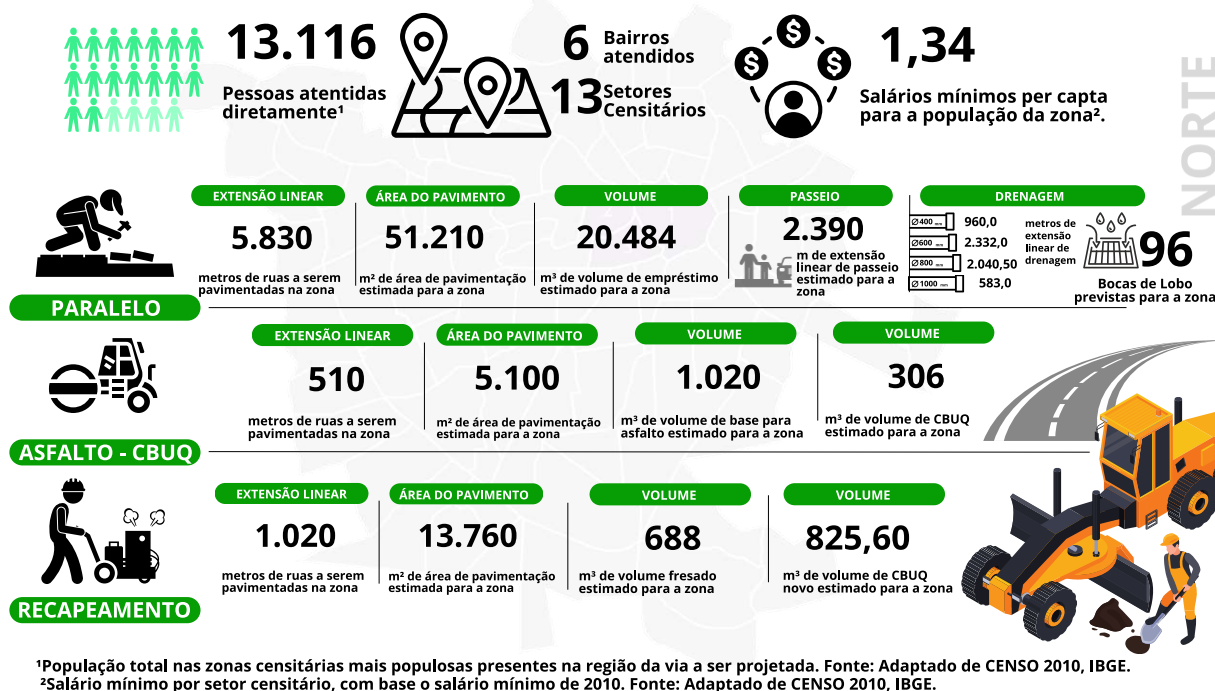 13.116
Pessoas atentidas
diretamente¹
6 Bairros
atendidos
13 Setores
Censitários
1,34
Salários mínimos per capta
para a população da zona².
NORTE
PARALELO
EXTENSÃO LINEAR
5.830
metros de ruas a serem
pavimentadas na zona
ÁREA DO PAVIMENTO
51.210
m² de área de pavimentação
estimada para a zona
VOLUME
20.484
m³ de volume de empréstimo
estimado para a zona
PASSEIO
2.390
m de extensão
linear de passeio
estimado para a
zona
DRENAGEM
Ø 400 mm 960,0
Ø600 mm 2.332,0
Ø 800 mm 2.040,50
Ø 1000 mm 583,0
metros de
extensão
linear de
drenagem
96
Bocas de Lobo
previstas para a zona
ASFALTO - CBUQ
EXTENSÃO LINEAR
510
metros de ruas a serem
pavimentadas na zona
ÁREA DO PAVIMENTO
5.100
m² de área de pavimentação
estimada para a zona
VOLUME
1.020
m³ de volume de base para
asfalto estimado para a zona
VOLUME
306
m³ de volume de CBUQ
estimado para a zona
RECAPEAMENTO
EXTENSÃO LINEAR
1.020
metros de ruas a serem
pavimentadas na zona
ÁREA DO PAVIMENTO
13.760
m² de área de pavimentação
estimada para a zona
VOLUME
688
m³ de volume fresado
estimado para a zona
VOLUME
825,60
m³ de volume de CBUQ
novo estimado para a zona
¹População total nas zonas censitárias mais populosas presentes na região da via a ser projetada. Fonte: Adaptado de CENSO 2010, IBGE.
²Salário mínimo por setor censitário, com base o salário mínimo de 2010. Fonte: Adaptado de CENSO 2010, IBGE.